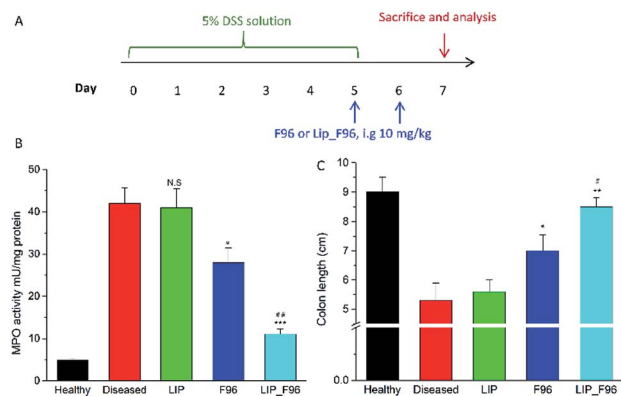 A
5% DSS solution
Sacrifice and analysis
Day 0 1 2 3 4 5 6 7
F96 or Lip_F96, i.g 10 mg/kg
B
MPO activity mU/mg protein
50
40
30
20
10
0
N.S
*
##
***
Healthy Diseased LIP F96 LIP_F96
C
Colon length (cm)
9
8
7
6
5
0.0
*
#
**
Healthy Diseased LIP F96 LIP_F96